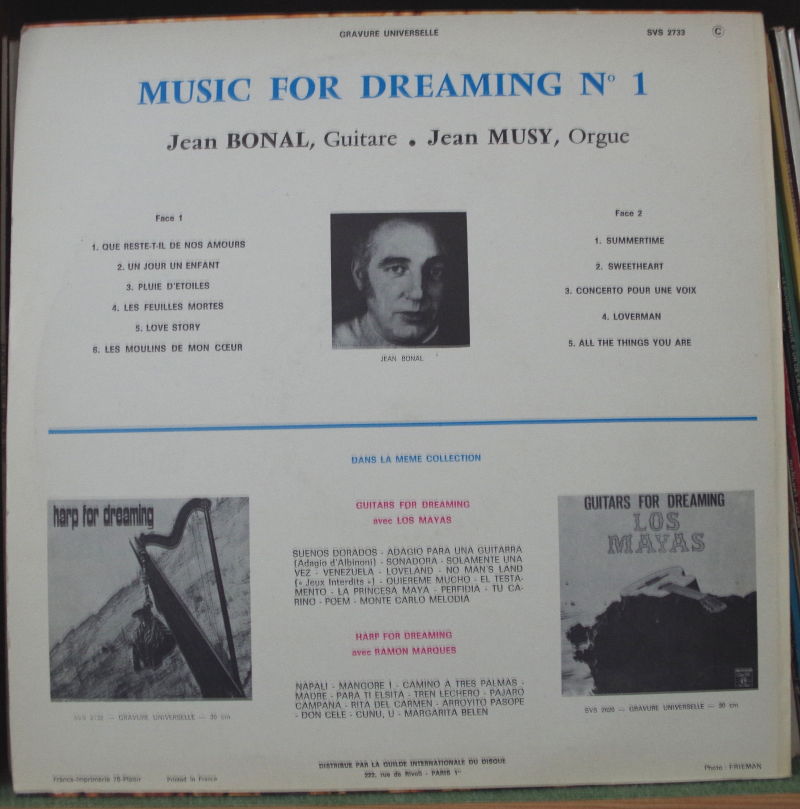 GRAVURE UNIVERSELLE
SVS 2733 Ⓒ
MUSIC FOR DREAMING Nº 1
Jean BONAL, Guitare . Jean MUSY, Orgue
Face 1
1. QUE RESTE-T-IL DE NOS AMOURS
2. UN JOUR UN ENFANT
3. PLUIE D'ETOILES
4. LES FEUILLES MORTES
5. LOVE STORY
6. LES MOULINS DE MON CŒUR
JEAN BONAL
Face 2
1. SUMMERTIME
2. SWEETHEART
3. CONCERTO POUR UNE VOIX
4. LOVERMAN
5. ALL THE THINGS YOU ARE
DANS LA MEME COLLECTION
harp for dreaming
SVS 2732 — GRAVURE UNIVERSELLE — 30 cm
GUITARS FOR DREAMING
avec LOS MAYAS
SUENOS DORADOS - ADAGIO PARA UNA GUITARRA
(Adagio d'Albinoni) - SONADORA - SOLAMENTE UNA
VEZ - VENEZUELA - LOVELAND - NO MAN'S LAND
(« Jeux Interdits ») - QUIEREME MUCHO - EL TESTA-
MENTO - LA PRINCESA MAYA - PERFIDIA - TU CA-
RINO - POEM - MONTE CARLO MELODIA
HARP FOR DREAMING
avec RAMON MARQUES
NAPALI - MANGORE I - CAMINO A TRES PALMAS -
MADRE - PARA TI ELSITA - TREN LECHERO - PAJARO
CAMPANA - RITA DEL CARMEN - ARROYITO PASOPE
- DON CELE - CUNU, U - MARGARITA BELEN
GUITARS FOR DREAMING
LOS
MAYAS
SVS 2620 — GRAVURE UNIVERSELLE — 30 cm
France-Imprimerie 78-Plaisir Printed in France
DISTRIBUE PAR LA GUILDE INTERNATIONALE DU DISQUE
222, rue de Rivoli - PARIS 1er
Photo : FRIEMAN